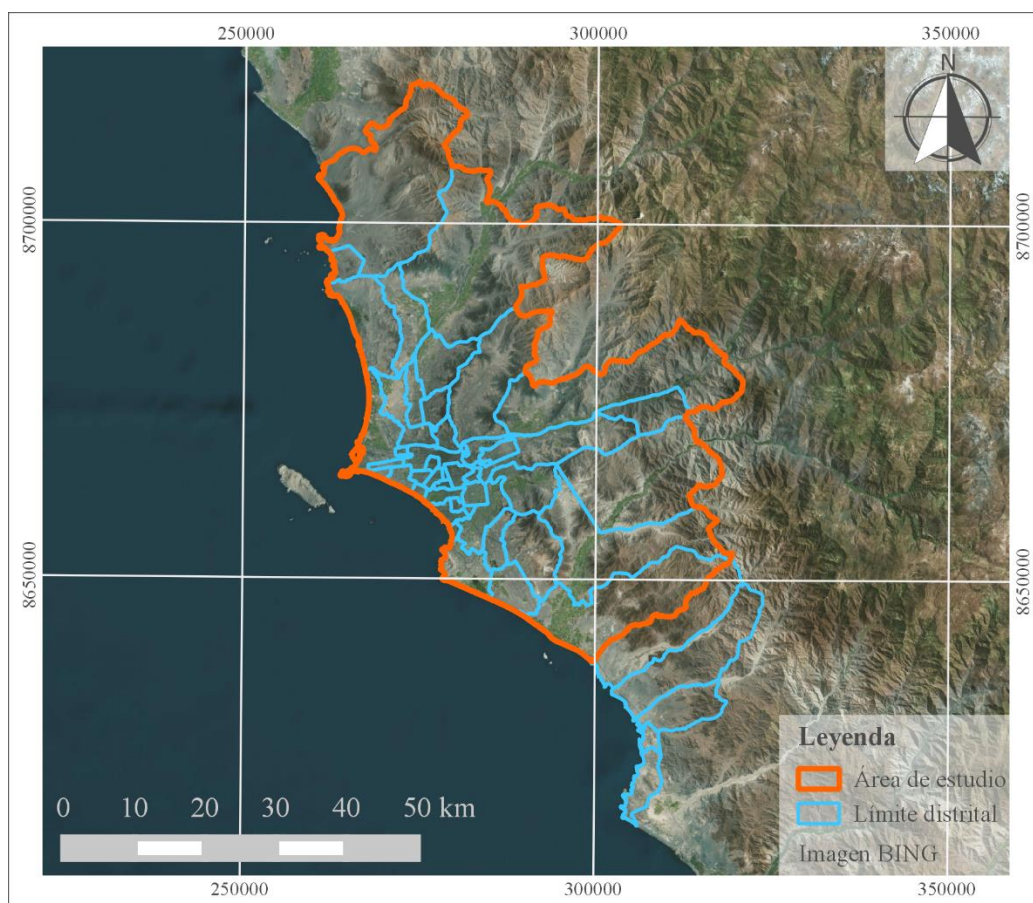 250000 300000 350000
N
8700000 8700000
8650000 8650000
Leyenda
Área de estudio
Límite distrital
Imagen BING
0 10 20 30 40 50 km
250000 300000 350000